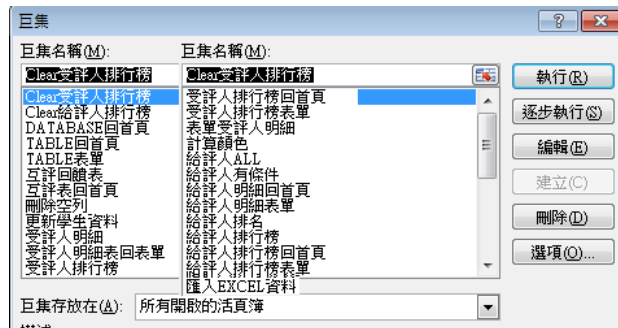 巨集
巨集名稱(M):
巨集名稱(M):
Clear受評人排行榜
Clear受評人排行榜
Clear受評人排行榜
Clear給評人排行榜
DATABASE回首頁
TABLE回首頁
TABLE表單
互評回饋表
互評表回首頁
刪除空列
更新學生資料
受評人明細
受評人明細表回表單
受評人排行榜
受評人排行榜回首頁
受評人排行榜表單
表單受評人明細
計算顏色
給評人ALL
給評人有條件
給評人明細回首頁
給評人明細表單
給評人排名
給評人排行榜
給評人排行榜回首頁
給評人排行榜表單
匯入EXCEL資料
執行(R)
逐步執行(S)
編輯(E)
建立(C)
刪除(D)
選項(O)...
巨集存放在(A):
所有開啟的活頁簿